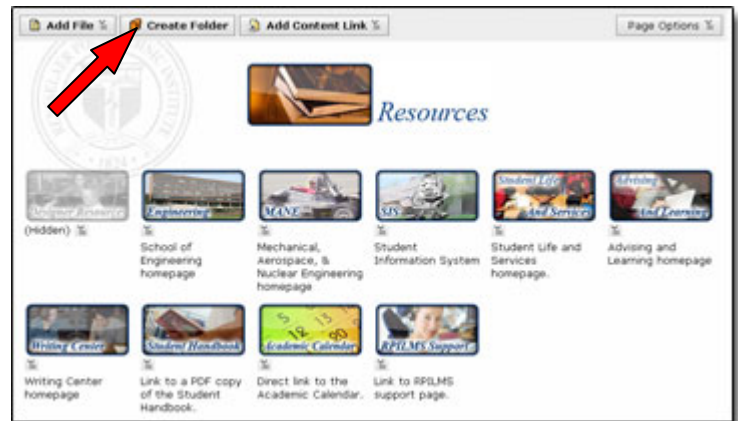 Add File
Create Folder
Add Content Link
Page Options
Resources
Designer Resources
Engineering
MANE
SIS
Student Life
And Services
Advising
And Learning
(Hidden)
School of
Engineering
homepage
Mechanical,
Aerospace, &
Nuclear Engineering
homepage
Student
Information System
Student Life and
Services
homepage.
Advising and
Learning homepage
Writing Center
Student Handbook
Academic Calendar
RPILMS Support
Writing Center
homepage
Link to a PDF copy
of the Student
Handbook.
Direct link to the
Academic Calendar.
Link to RPILMS
support page.